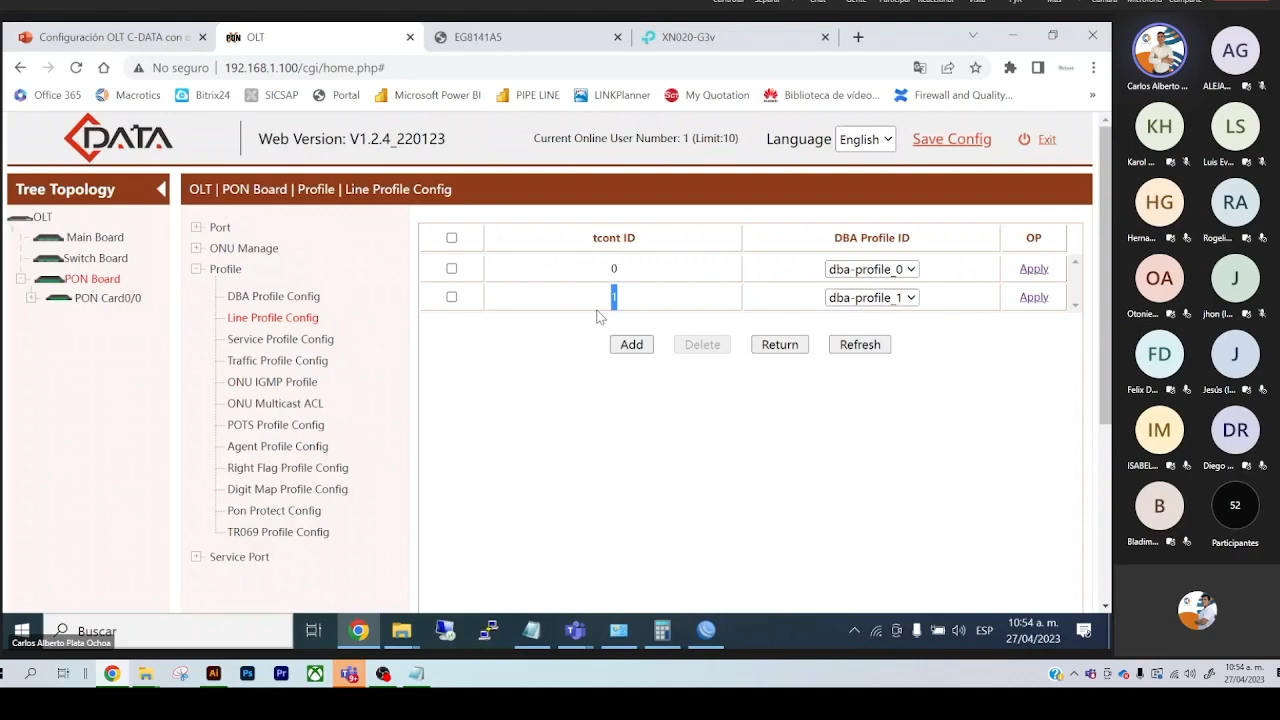 Configuración OLT C-DATA con o
OLT
EG8141A5
XN020-G3v
No seguro
192.168.1.100/cgi/home.php#
Office 365
Macrotics
Bitrix24
SICSAP
Portal
Microsoft Power BI
PIPE LINE
LINKPlanner
My Quotation
Biblioteca de vídeo...
Firewall and Quality...
»
DATA
Web Version: V1.2.4_220123
Current Online User Number: 1 (Limit:10)
Language
English
Save Config
Exit
Tree Topology
OLT | PON Board | Profile | Line Profile Config
OLT
Main Board
Switch Board
PON Board
PON Card0/0
Port
ONU Manage
Profile
DBA Profile Config
Line Profile Config
Service Profile Config
Traffic Profile Config
ONU IGMP Profile
ONU Multicast ACL
POTS Profile Config
Agent Profile Config
Right Flag Profile Config
Digit Map Profile Config
Pon Protect Config
TR069 Profile Config
Service Port
tcont ID
DBA Profile ID
OP
0
dba-profile_0
Apply
1
dba-profile_1
Apply
Add
Delete
Return
Refresh
Carlos Alberto ...
AG
ALEJA...
KH
Karol ...
LS
Luis Ev...
HG
Herna...
RA
Rogeli...
OA
Otonie...
J
jhon (I...
FD
Felix D...
J
Jesús (I...
IM
ISABEL...
DR
Diego ...
B
Bladim...
52
Participantes
Buscar
ESP
10:54 a. m.
27/04/2023
Carlos Alberto Plata Ochoa
10:54 a. m.
27/04/2023